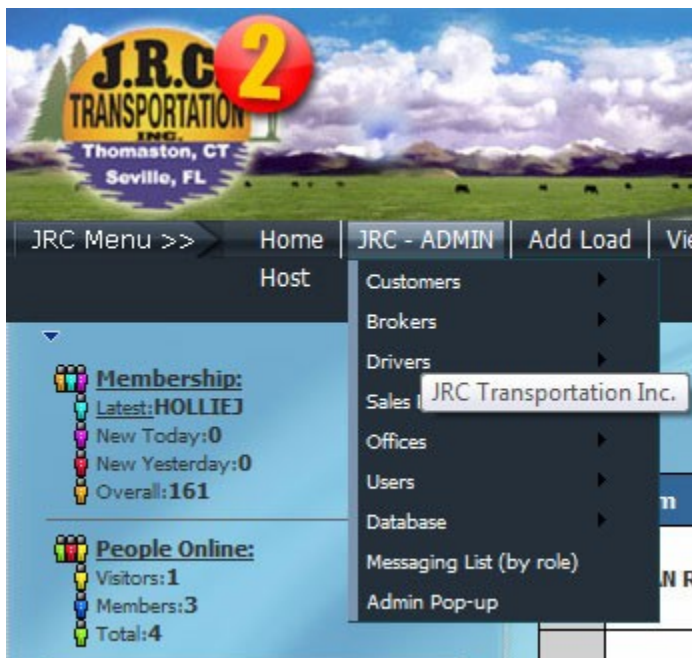 J.R.C.
2
TRANSPORTATION
INC.
Thomaston, CT
Seville, FL
JRC Menu >> Home JRC - ADMIN Add Load
Host
Customers
Brokers
Drivers
JRC Transportation Inc.
Sales
Offices
Users
Database
Messaging List (by role)
Admin Pop-up
Membership:
Latest:HOLLIEJ
New Today:0
New Yesterday:0
Overall:161
People Online:
Visitors:1
Members:3
Total:4